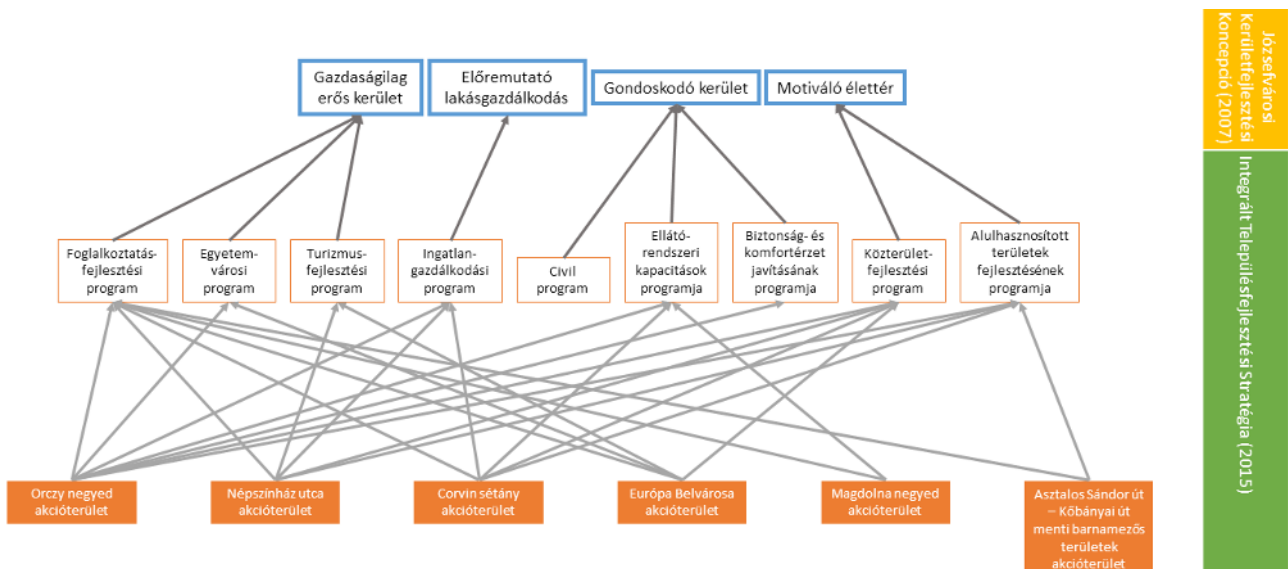 Gazdaságilag
erős kerület
Előremutató
lakásgazdálkodás
Gondoskodó kerület
Motiváló élettér
Foglalkoztatás-
fejlesztési
program
Egyetem-
városi
program
Turizmus-
fejlesztési
program
Ingatlan-
gazdálkodási
program
Civil
program
Ellátó-
rendszeri
kapacitások
programja
Biztonság- és
komfortérzet
javításának
programja
Közterület-
fejlesztési
program
Alulhasznosított
területek
fejlesztésének
programja
Orczy negyed
akcióterület
Népszínház utca
akcióterület
Corvin sétány
akcióterület
Európa Belvárosa
akcióterület
Magdolna negyed
akcióterület
Asztalos Sándor út
– Kőbányai út
menti barnamezős
területek
akcióterület
Józsefvárosi
Kerületfejlesztési
Koncepció (2007)
Integrált Településfejlesztési Stratégia (2015)